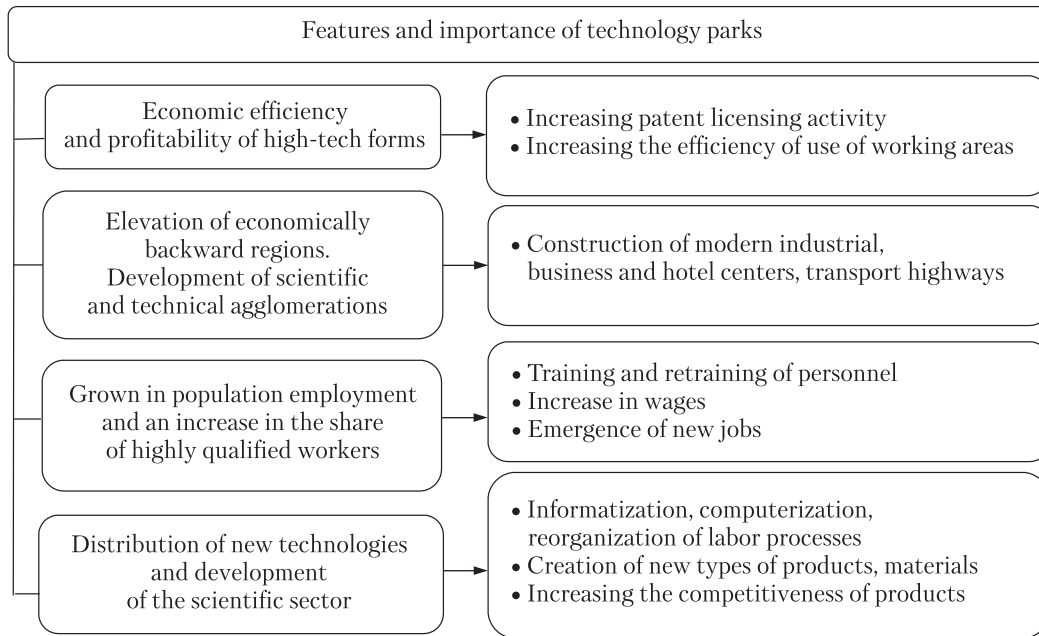 Features and importance of technology parks
Economic efficiency
and profitability of high-tech forms
• Increasing patent licensing activity
• Increasing the efficiency of use of working areas
Elevation of economically
backward regions.
Development of scientific
and technical agglomerations
• Construction of modern industrial,
business and hotel centers, transport highways
Grown in population employment
and an increase in the share
of highly qualified workers
• Training and retraining of personnel
• Increase in wages
• Emergence of new jobs
Distribution of new technologies
and development
of the scientific sector
• Informatization, computerization,
reorganization of labor processes
• Creation of new types of products, materials
• Increasing the competitiveness of products